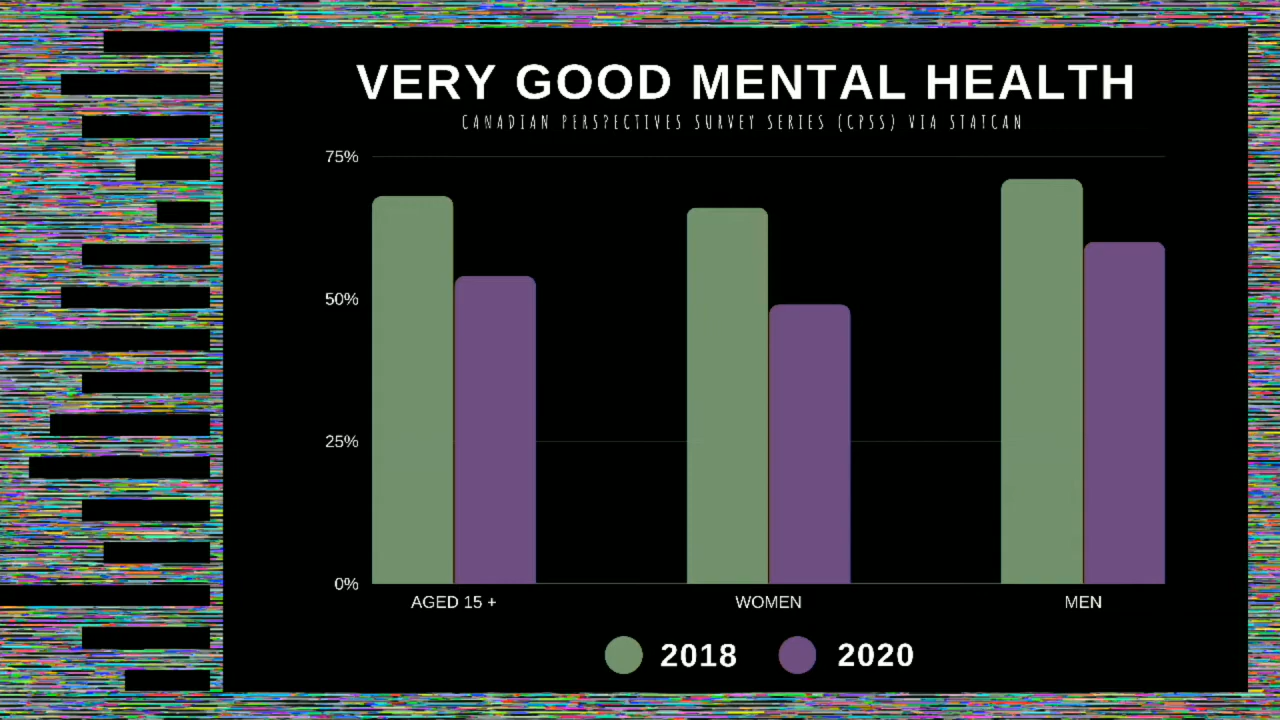 VERY GOOD MENTAL HEALTH
CANADIAN PERSPECTIVES SURVEY SERIES (CPSS) VIA STATCAN
75%
50%
25%
0%
AGED 15 +
WOMEN
MEN
2018
2020